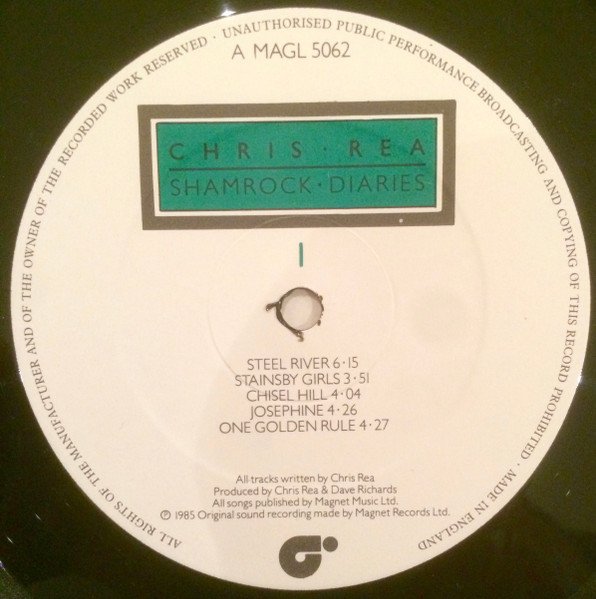 ALL RIGHTS OF THE MANUFACTURER AND OF THE OWNER OF THE RECORDED WORK RESERVED · UNAUTHORISED PUBLIC PERFORMANCE BROADCASTING AND COPYING OF THIS RECORD PROHIBITED · MADE IN ENGLAND
A MAGL 5062
CHRIS · REA
SHAMROCK · DIARIES
I
STEEL RIVER 6·15
STAINSBY GIRLS 3·51
CHISEL HILL 4·04
JOSEPHINE 4·26
ONE GOLDEN RULE 4·27
All tracks written by Chris Rea
Produced by Chris Rea & Dave Richards
All songs published by Magnet Music Ltd.
℗ 1985 Original sound recording made by Magnet Records Ltd.